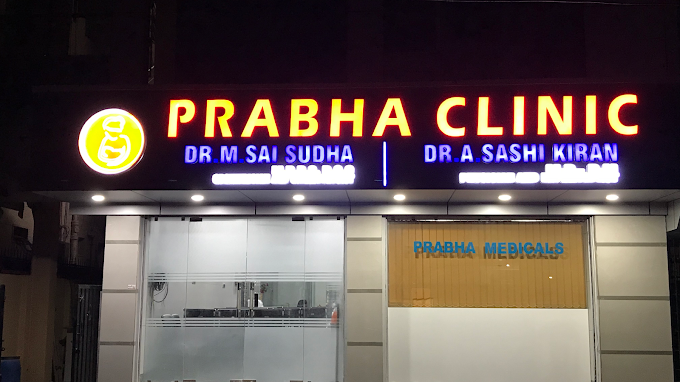 PRABHA CLINIC
DR.M.SAI SUDHA
DR.A.SASHI KIRAN
PRABHA MEDICALS